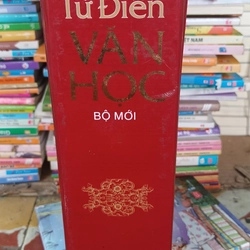 Từ Điển
VĂN
HỌC
BỘ MỚI